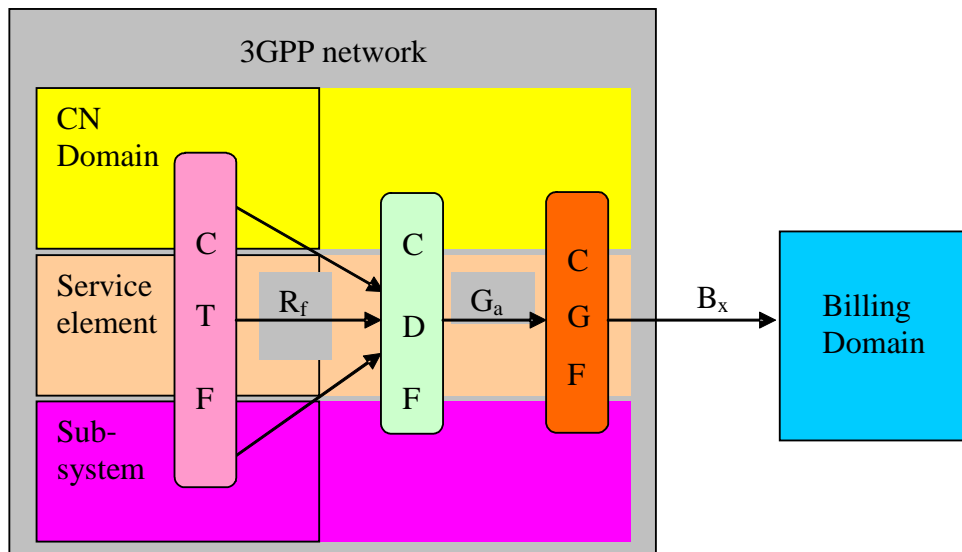 3GPP network
CN
Domain
C
T
F
Service
element
Rf
C
D
F
Ga
C
G
F
Bx
Billing
Domain
Sub-
system